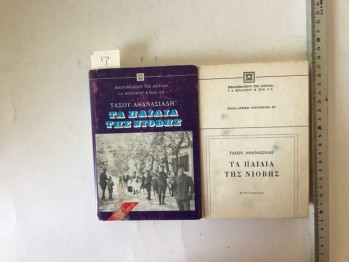 17
ΒΙΒΛΙΟΠΩΛΕΙΟΝ ΤΗΣ «ΕΣΤΙΑΣ»
Ι. Δ. ΚΟΛΛΑΡΟΥ & ΣΙΑΣ Α.Ε.
ΤΑΣΟΥ ΑΘΑΝΑΣΙΑΔΗ
ΤΑ ΠΑΙΔΙΑ
ΤΗΣ ΝΙΟΒΗΣ
ΒΙΒΛΙΟΠΩΛΕΙΟΝ ΤΗΣ «ΕΣΤΙΑΣ»
Ι. Δ. ΚΟΛΛΑΡΟΥ & ΣΙΑΣ Α.Ε.
ΤΑΣΟΥ ΑΘΑΝΑΣΙΑΔΗ
ΤΑ ΠΑΙΔΙΑ
ΤΗΣ ΝΙΟΒΗΣ
Μυθιστόρημα